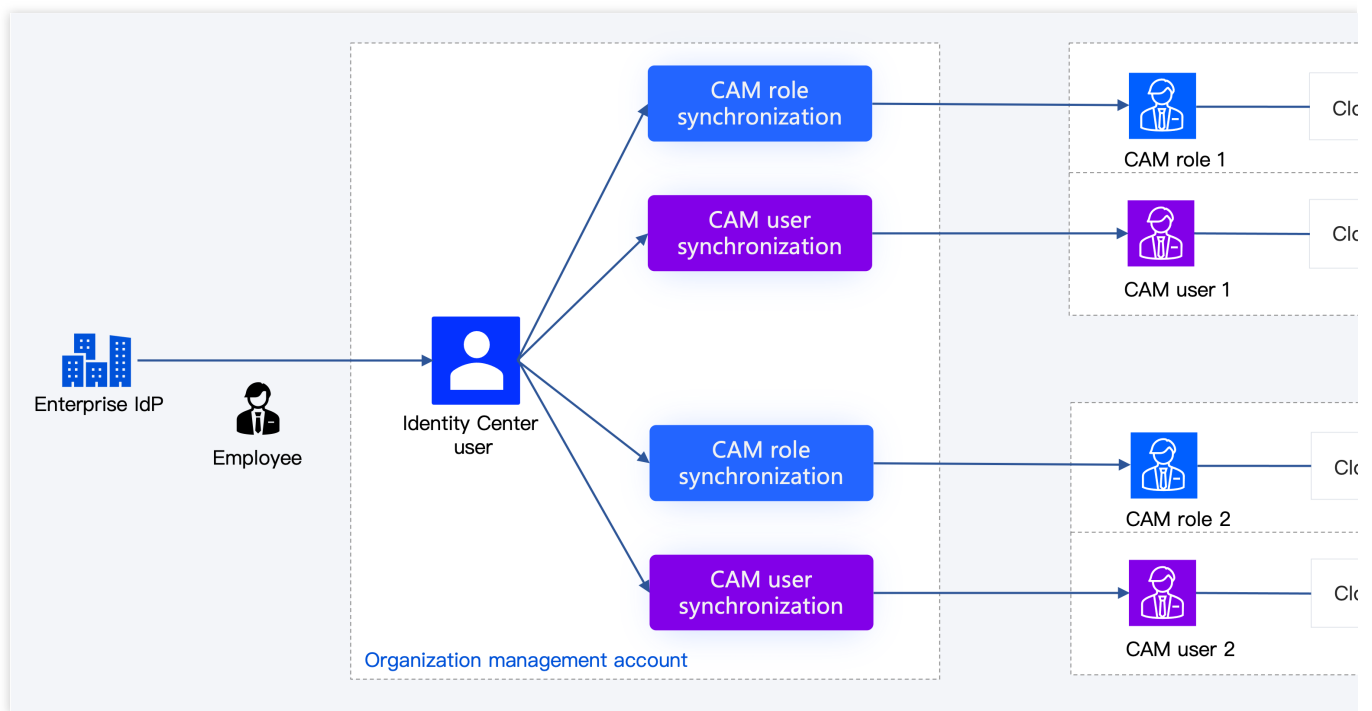 CAM role
synchronization
CAM role 1
CAM user
synchronization
CAM user 1
Enterprise IdP
Employee
Identity Center
user
CAM role
synchronization
CAM role 2
CAM user
synchronization
CAM user 2
Organization management account